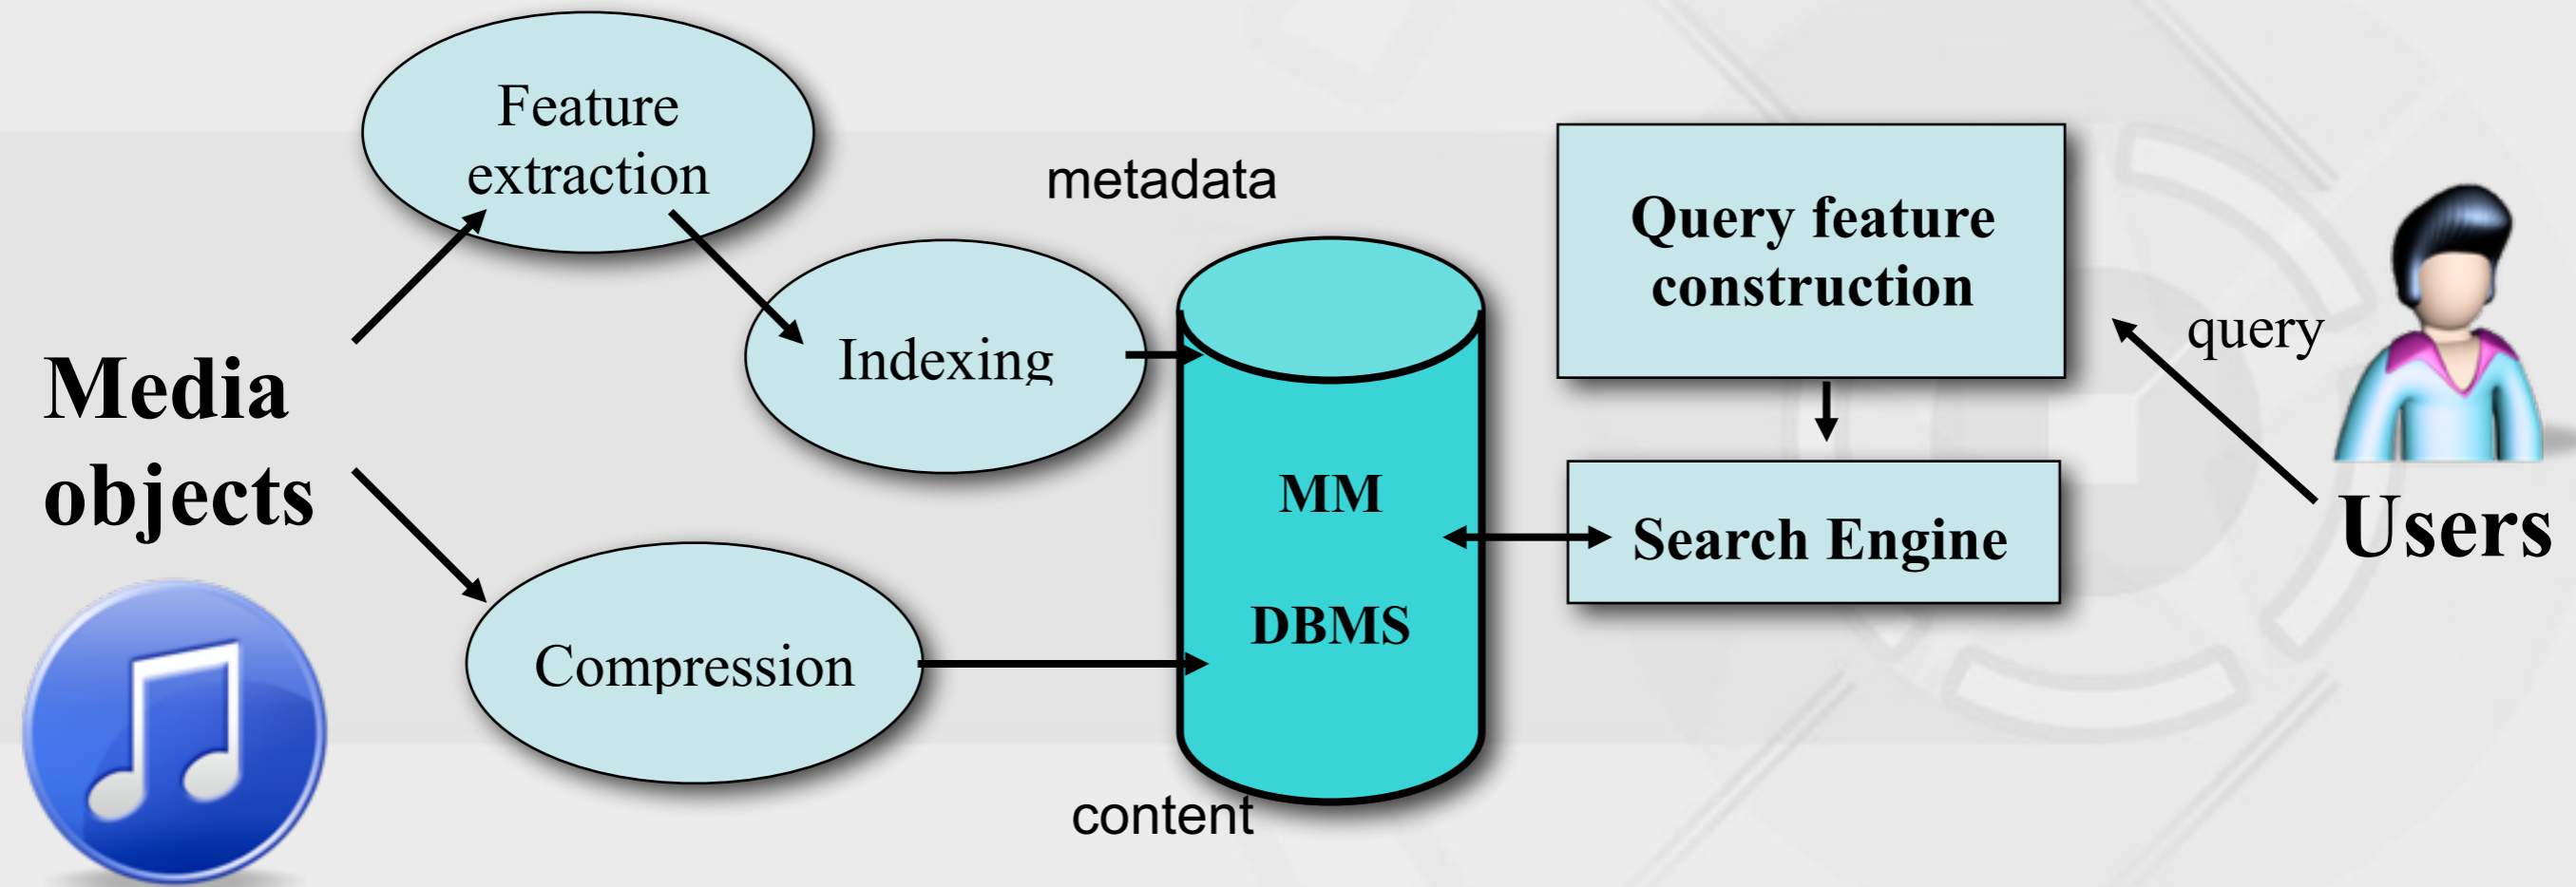 Feature
extraction
metadata
Query feature
construction
Indexing
query
Media
objects
MM
DBMS
Search Engine
Users
Compression
content